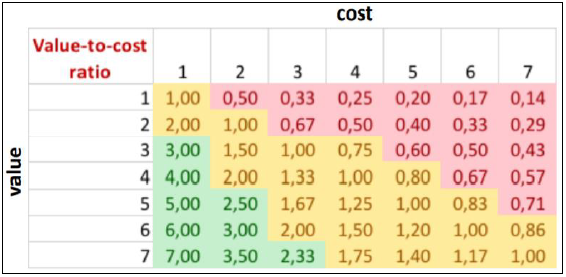 cost
Value-to-cost
ratio 1 2 3 4 5 6 7
value
1 1,00 0,50 0,33 0,25 0,20 0,17 0,14
2 2,00 1,00 0,67 0,50 0,40 0,33 0,29
3 3,00 1,50 1,00 0,75 0,60 0,50 0,43
4 4,00 2,00 1,33 1,00 0,80 0,67 0,57
5 5,00 2,50 1,67 1,25 1,00 0,83 0,71
6 6,00 3,00 2,00 1,50 1,20 1,00 0,86
7 7,00 3,50 2,33 1,75 1,40 1,17 1,00